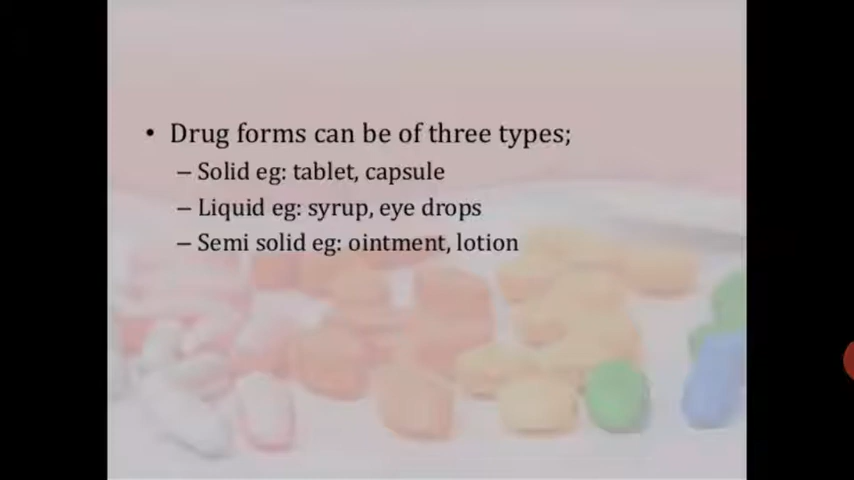 • Drug forms can be of three types;
– Solid eg: tablet, capsule
– Liquid eg: syrup, eye drops
– Semi solid eg: ointment, lotion